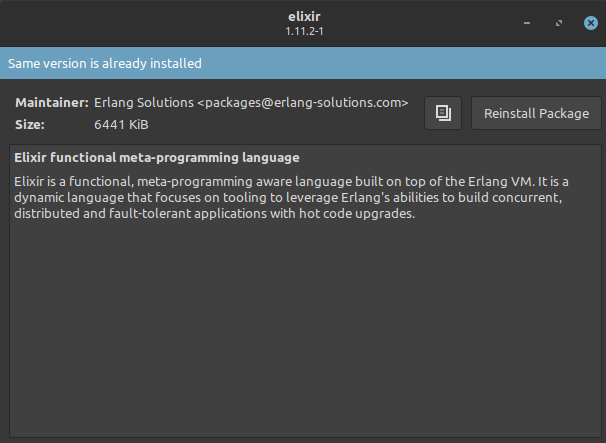 elixir
1.11.2-1
Same version is already installed
Maintainer: Erlang Solutions <packages@erlang-solutions.com>
Reinstall Package
Size: 6441 KiB
Elixir functional meta-programming language
Elixir is a functional, meta-programming aware language built on top of the Erlang VM. It is a
dynamic language that focuses on tooling to leverage Erlang's abilities to build concurrent,
distributed and fault-tolerant applications with hot code upgrades.